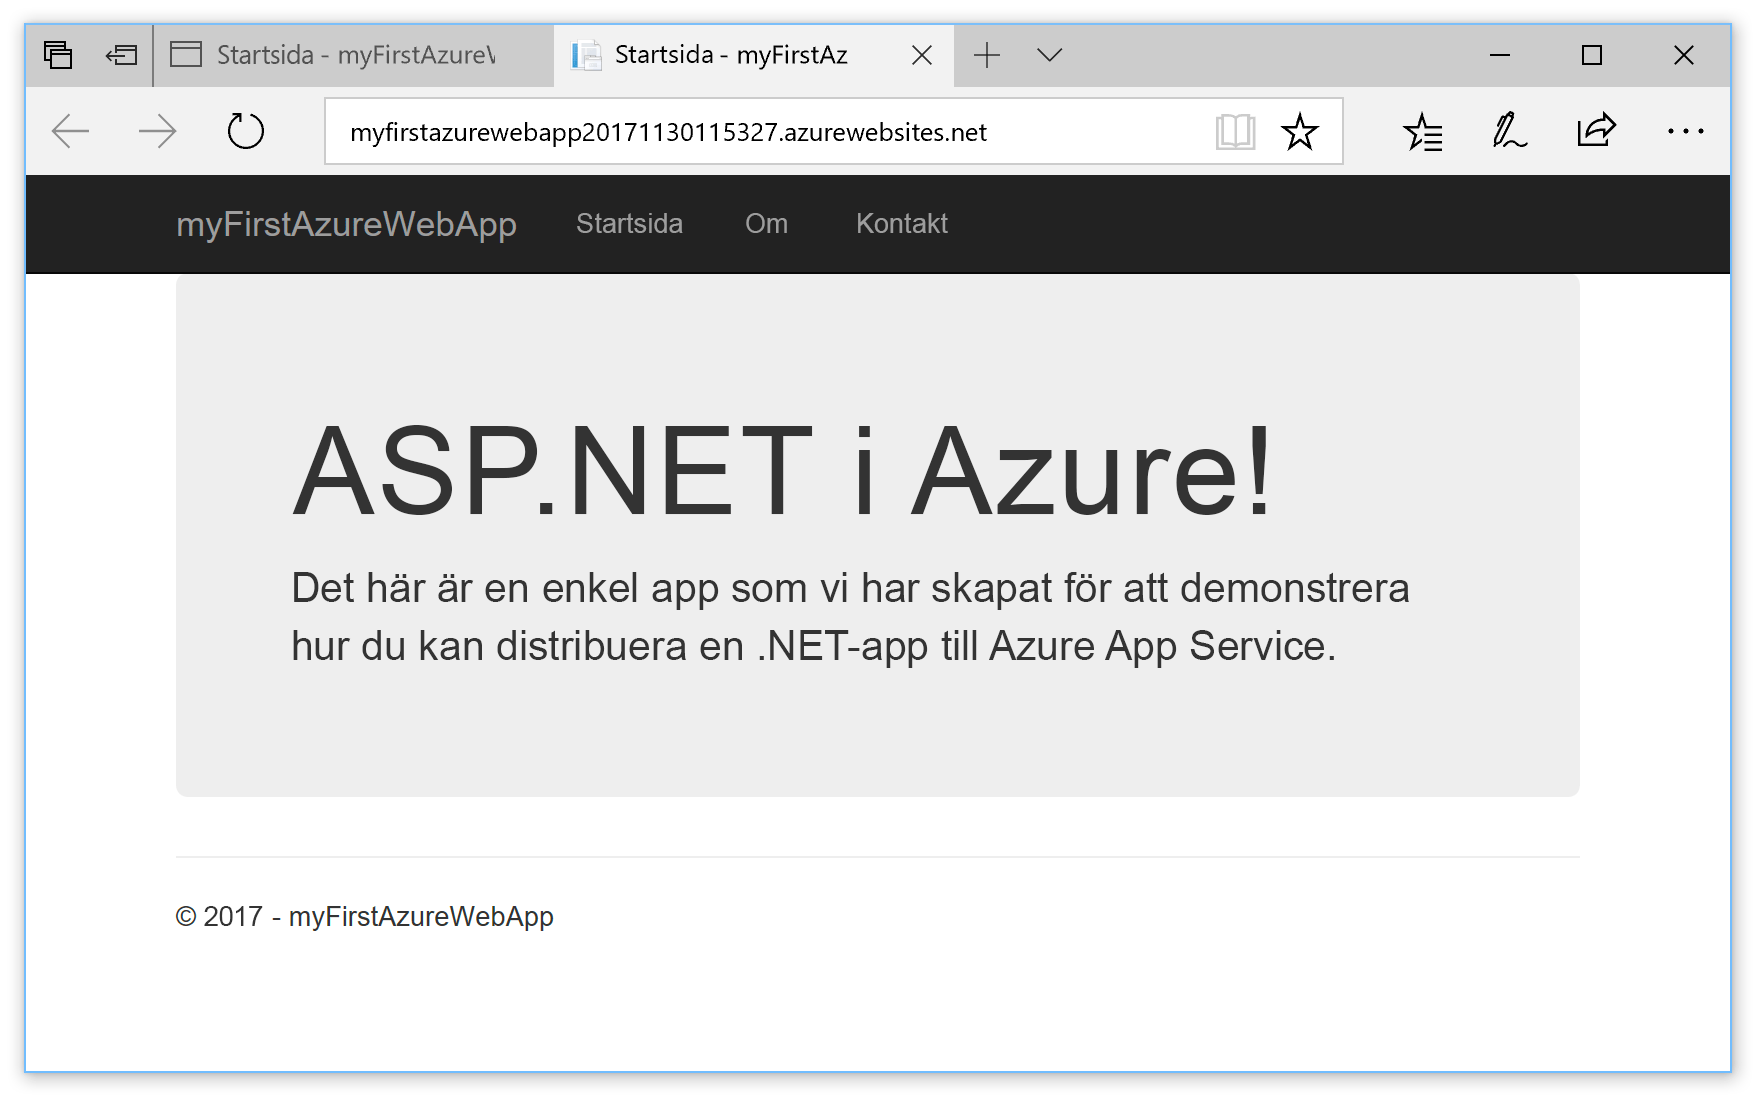 Startsida - myFirstAzure
Startsida - myFirstAz
myfirstazurewebapp20171130115327.azurewebsites.net
myFirstAzureWebApp Startsida Om Kontakt
ASP.NET i Azure!
Det här är en enkel app som vi har skapat för att demonstrera
hur du kan distribuera en .NET-app till Azure App Service.
© 2017 - myFirstAzureWebApp